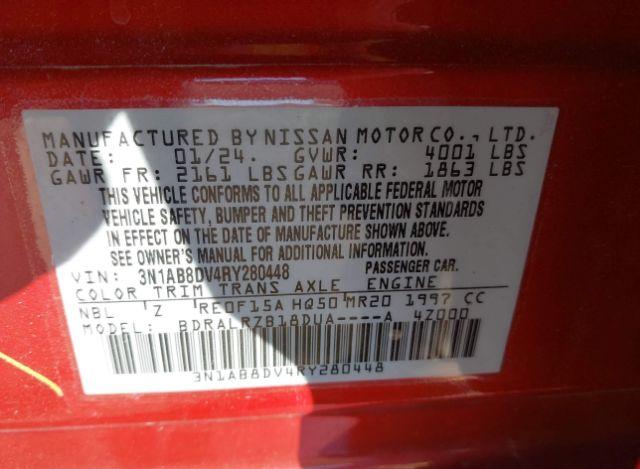 MANUFACTURED BY NISSAN MOTOR CO., LTD.
DATE: 01/24. GVWR: 4001 LBS
GAWR FR: 2161 LBS GAWR RR: 1863 LBS
THIS VEHICLE CONFORMS TO ALL APPLICABLE FEDERAL MOTOR
VEHICLE SAFETY, BUMPER AND THEFT PREVENTION STANDARDS
IN EFFECT ON THE DATE OF MANUFACTURE SHOWN ABOVE.
SEE OWNER'S MANUAL FOR ADDITIONAL INFORMATION.
VIN: 3N1AB8DV4RY280448 PASSENGER CAR.
COLOR TRIM TRANS AXLE ENGINE
NBL Z RE0F15A HQ50 MR20 1997 CC
MODEL: BDRALRZB18DUA----A 4Z000
3N1AB8DV4RY280448